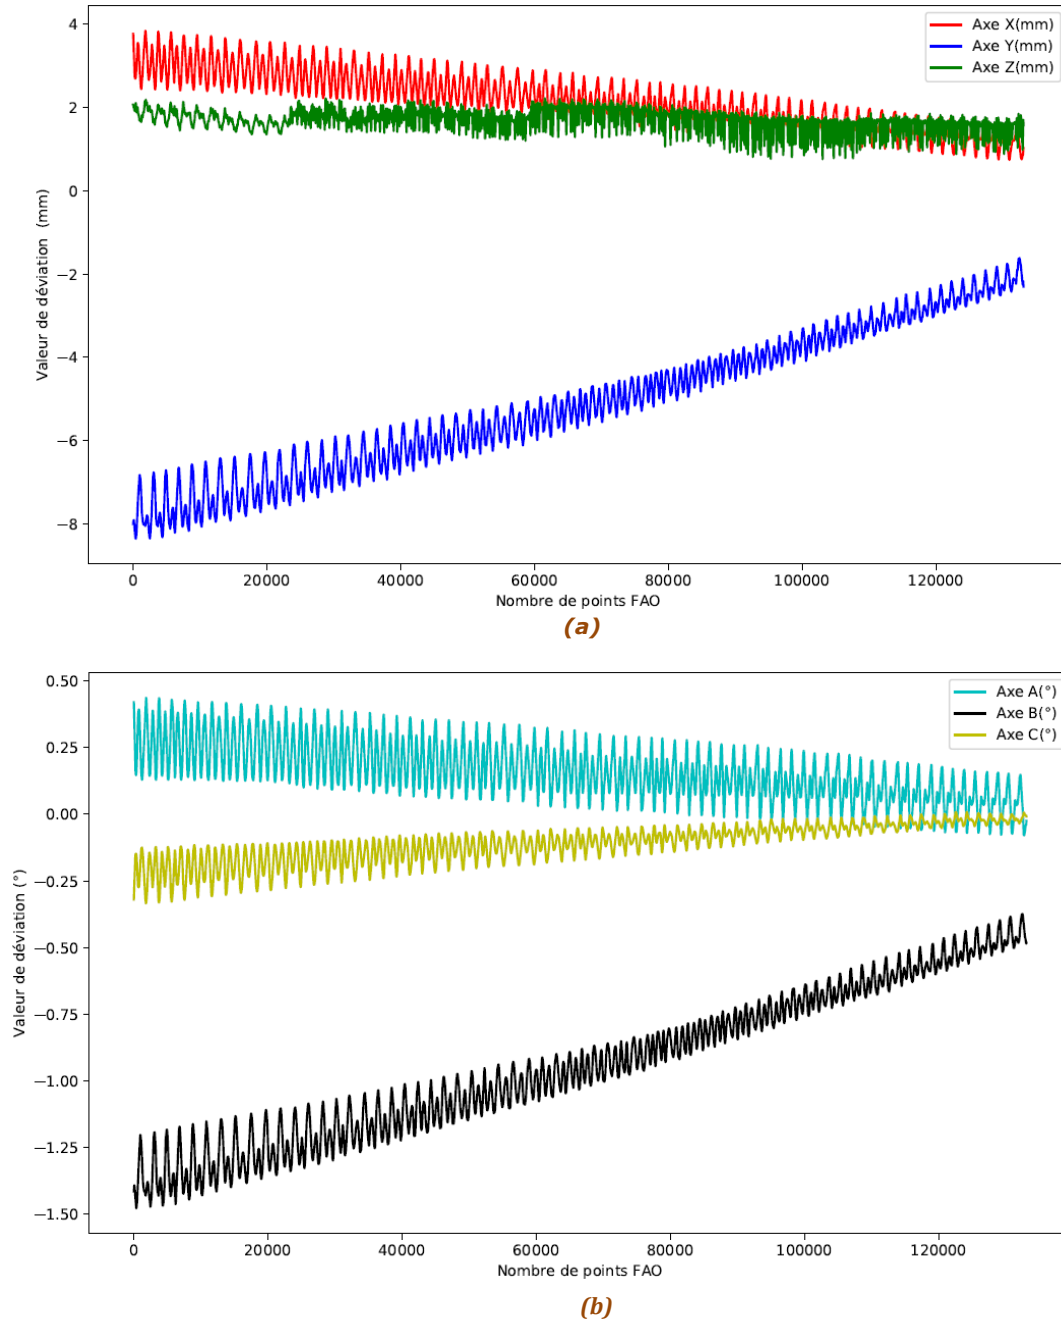 4
2
0
−2
−4
−6
−8
Valeur de déviation (mm)
Axe X(mm)
Axe Y(mm)
Axe Z(mm)
0
20000
40000
60000
80000
100000
120000
Nombre de points FAO
(a)
0.50
0.25
0.00
−0.25
−0.50
−0.75
−1.00
−1.25
−1.50
Valeur de déviation (°)
Axe A(°)
Axe B(°)
Axe C(°)
0
20000
40000
60000
80000
100000
120000
Nombre de points FAO
(b)